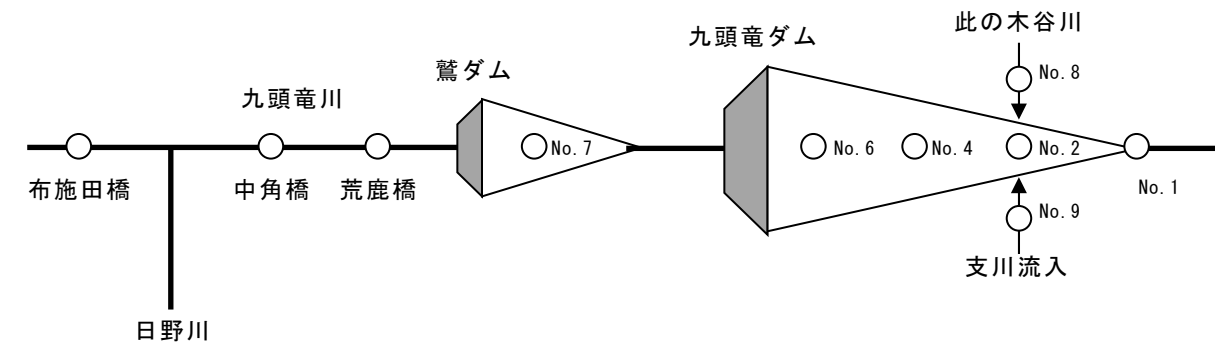 此の木谷川
九頭竜ダム
鷲ダム
No. 8
九頭竜川
No. 7
No. 6
No. 4
No. 2
布施田橋
中角橋
荒鹿橋
No. 1
No. 9
支川流入
日野川